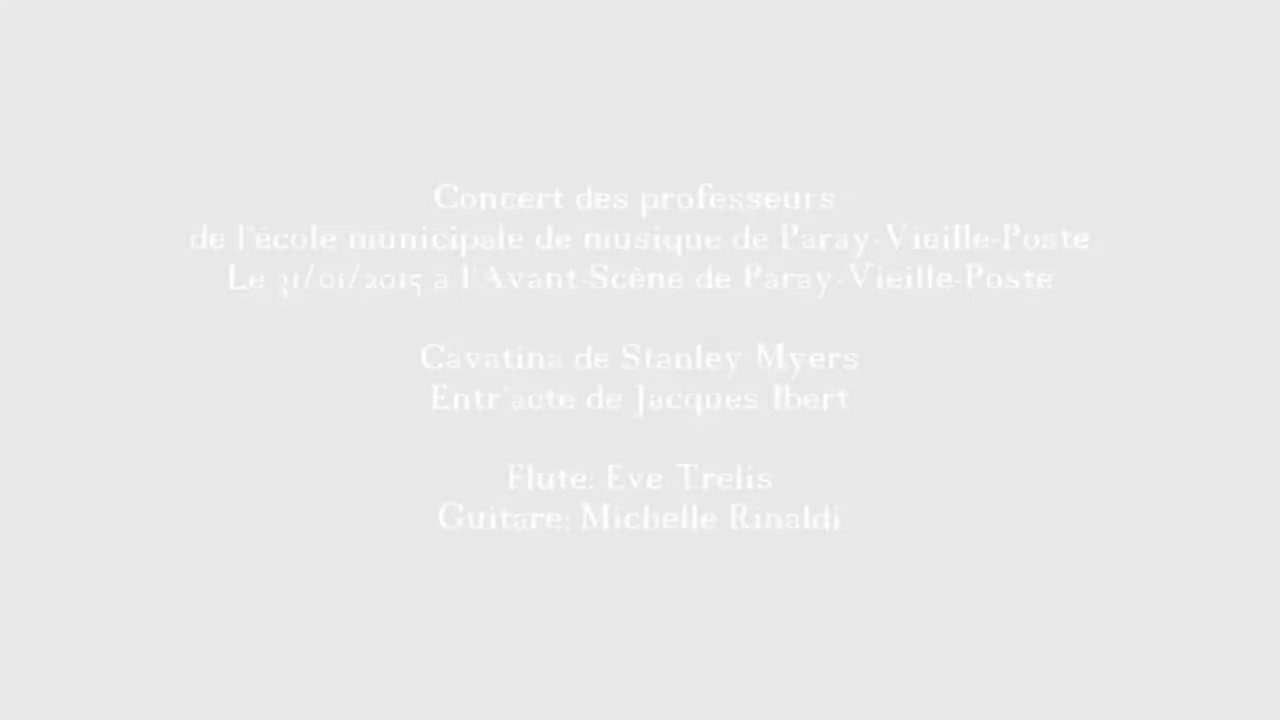 Concert des professeurs
de l'école municipale de musique de Paray-Vieille-Poste
Le 31/01/2015 a l'Avant-Scène de Paray-Vieille-Poste
Cavatina de Stanley Myers
Entr'acte de Jacques Ibert
Flute: Eve Trelis
Guitare: Michelle Rinaldi